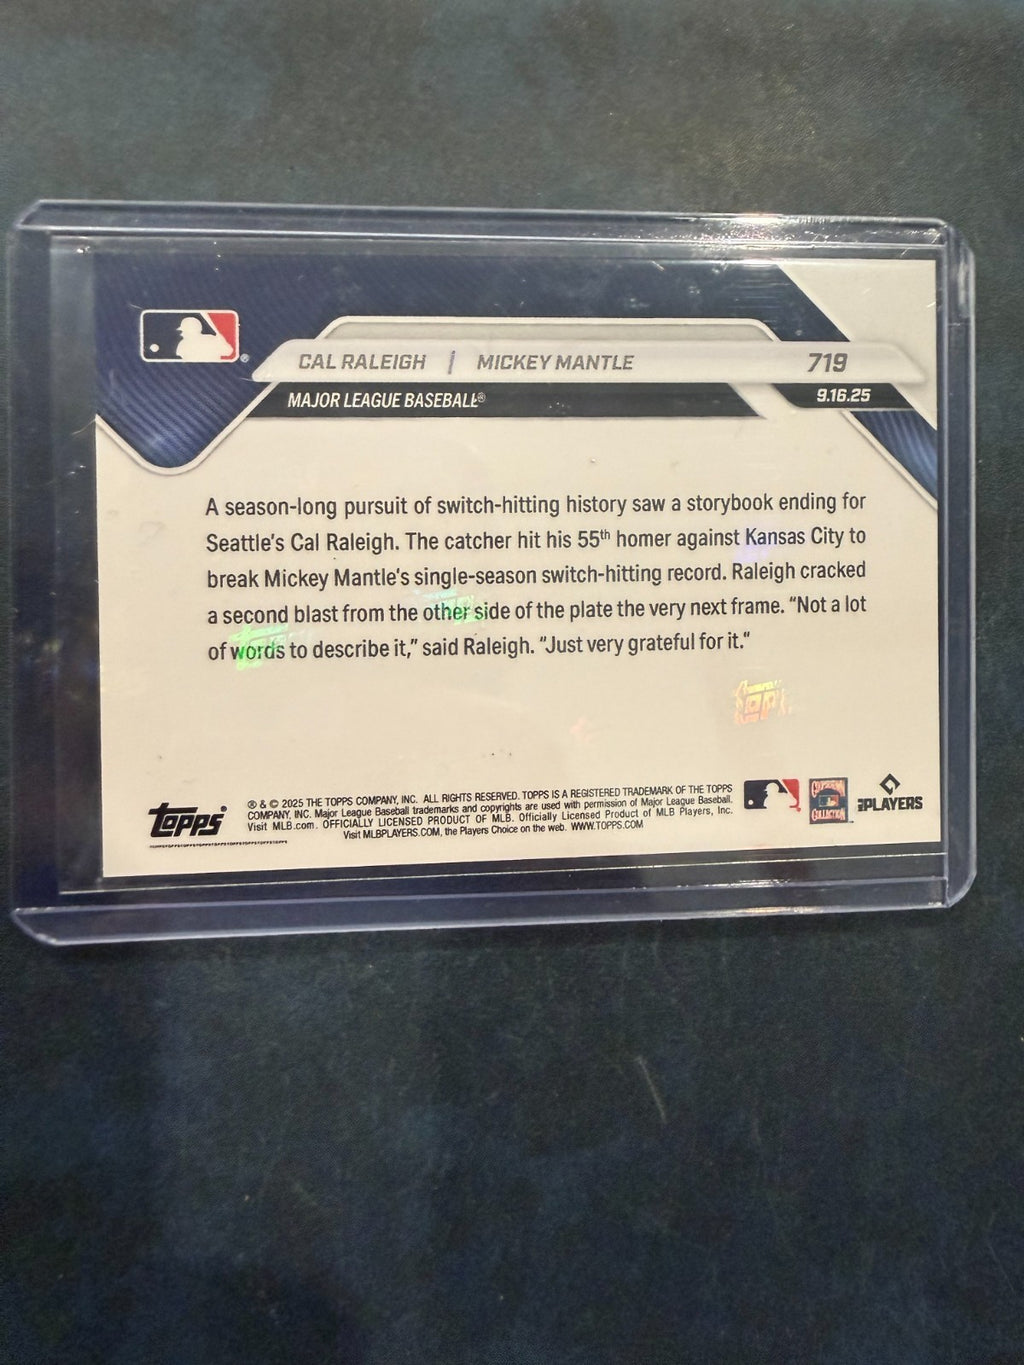 CAL RALEIGH | MICKEY MANTLE 719
MAJOR LEAGUE BASEBALL® 9.16.25
A season-long pursuit of switch-hitting history saw a storybook ending for
Seattle's Cal Raleigh. The catcher hit his 55th homer against Kansas City to
break Mickey Mantle's single-season switch-hitting record. Raleigh cracked
a second blast from the other side of the plate the very next frame. “Not a lot
of words to describe it,” said Raleigh. “Just very grateful for it.“
Topps
® & © 2025 THE TOPPS COMPANY, INC. ALL RIGHTS RESERVED. TOPPS IS A REGISTERED TRADEMARK OF THE TOPPS
COMPANY, INC. Major League Baseball trademarks and copyrights are used with permission of Major League Baseball.
Visit MLB.com. OFFICIALLY LICENSED PRODUCT OF MLB. Officially Licensed Product of MLB Players, Inc.
Visit MLBPLAYERS.COM, the Players Choice on the web. WWW.TOPPS.COM
COOPERSTOWN
COLLECTION
MLB PLAYERS